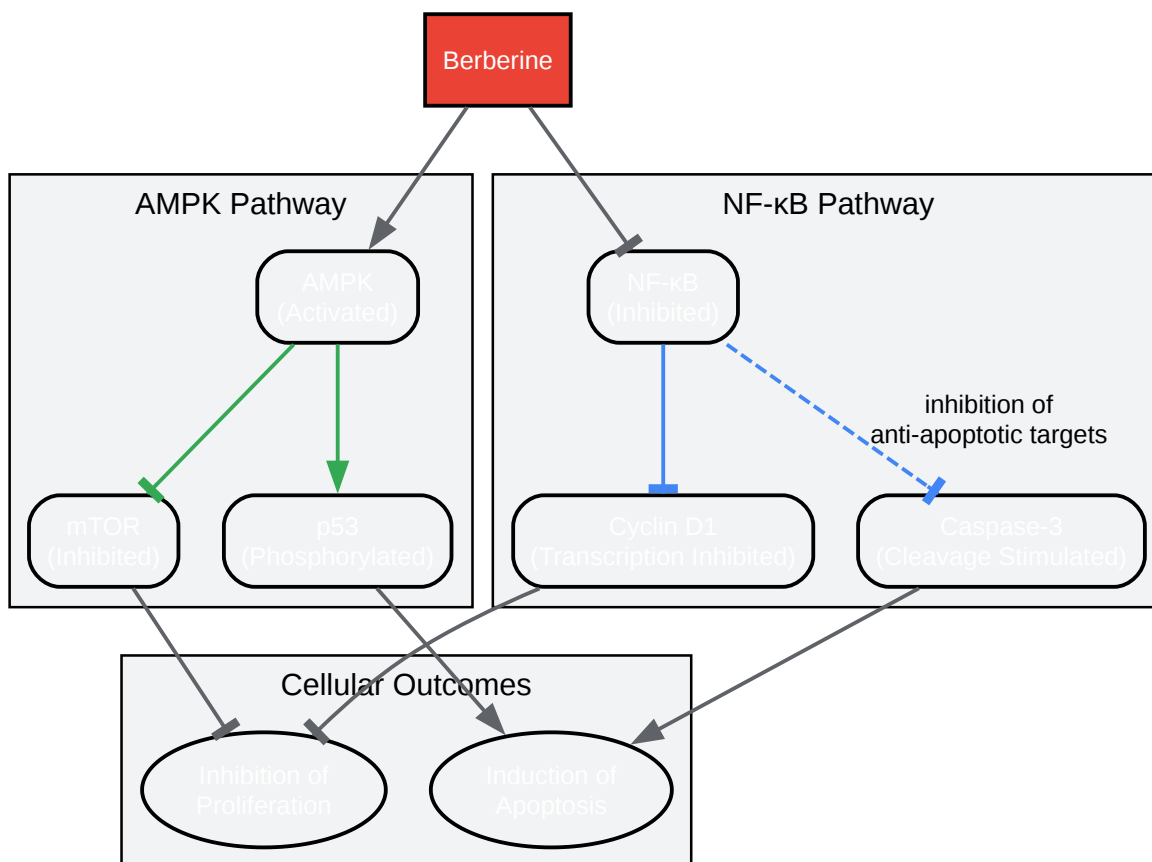 Berberine
AMPK Pathway
NF-κB Pathway
AMPK
(Activated)
NF-κB
(Inhibited)
inhibition of
anti-apoptotic targets
mTOR
(Inhibited)
p53
(Phosphorylated)
Cyclin D1
(Transcription Inhibited)
Caspase-3
(Cleavage Stimulated)
Cellular Outcomes
Inhibition of
Proliferation
Induction of
Apoptosis